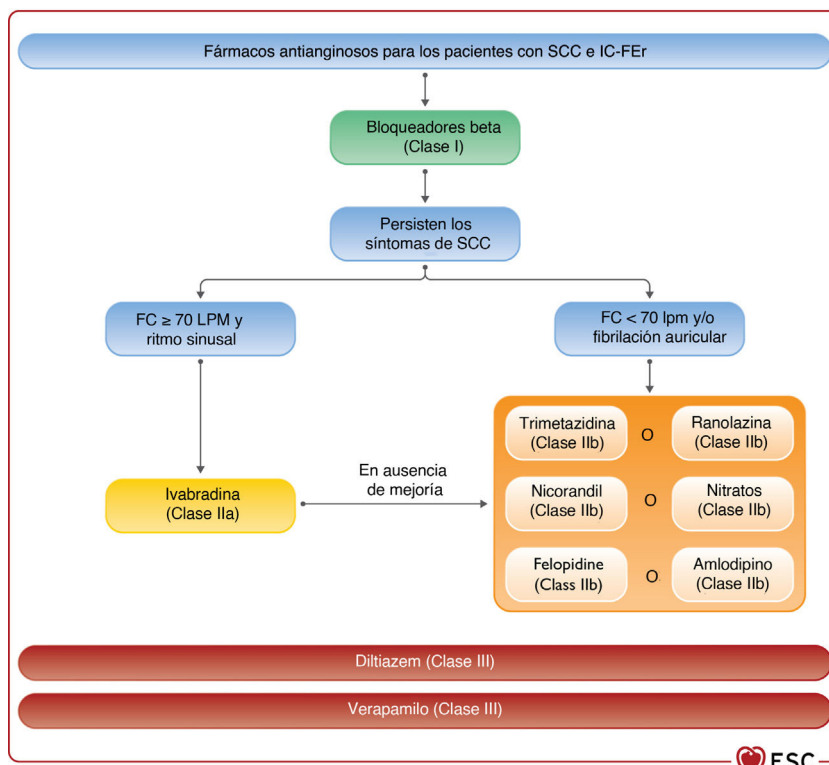 Fármacos antianginosos para los pacientes con SCC e IC-FEr
Bloqueadores beta
(Clase I)
Persisten los
síntomas de SCC
FC ≥ 70 LPM y
ritmo sinusal
FC < 70 lpm y/o
fibrilación auricular
Trimetazidina
(Clase IIb)
O
Ranolazina
(Clase IIb)
Ivabradina
(Clase IIa)
En ausencia
de mejoría
Nicorandil
(Clase IIb)
O
Nitratos
(Clase IIb)
Felopidine
(Class IIb)
O
Amlodipino
(Clase IIb)
Diltiazem (Clase III)
Verapamilo (Clase III)
ESC